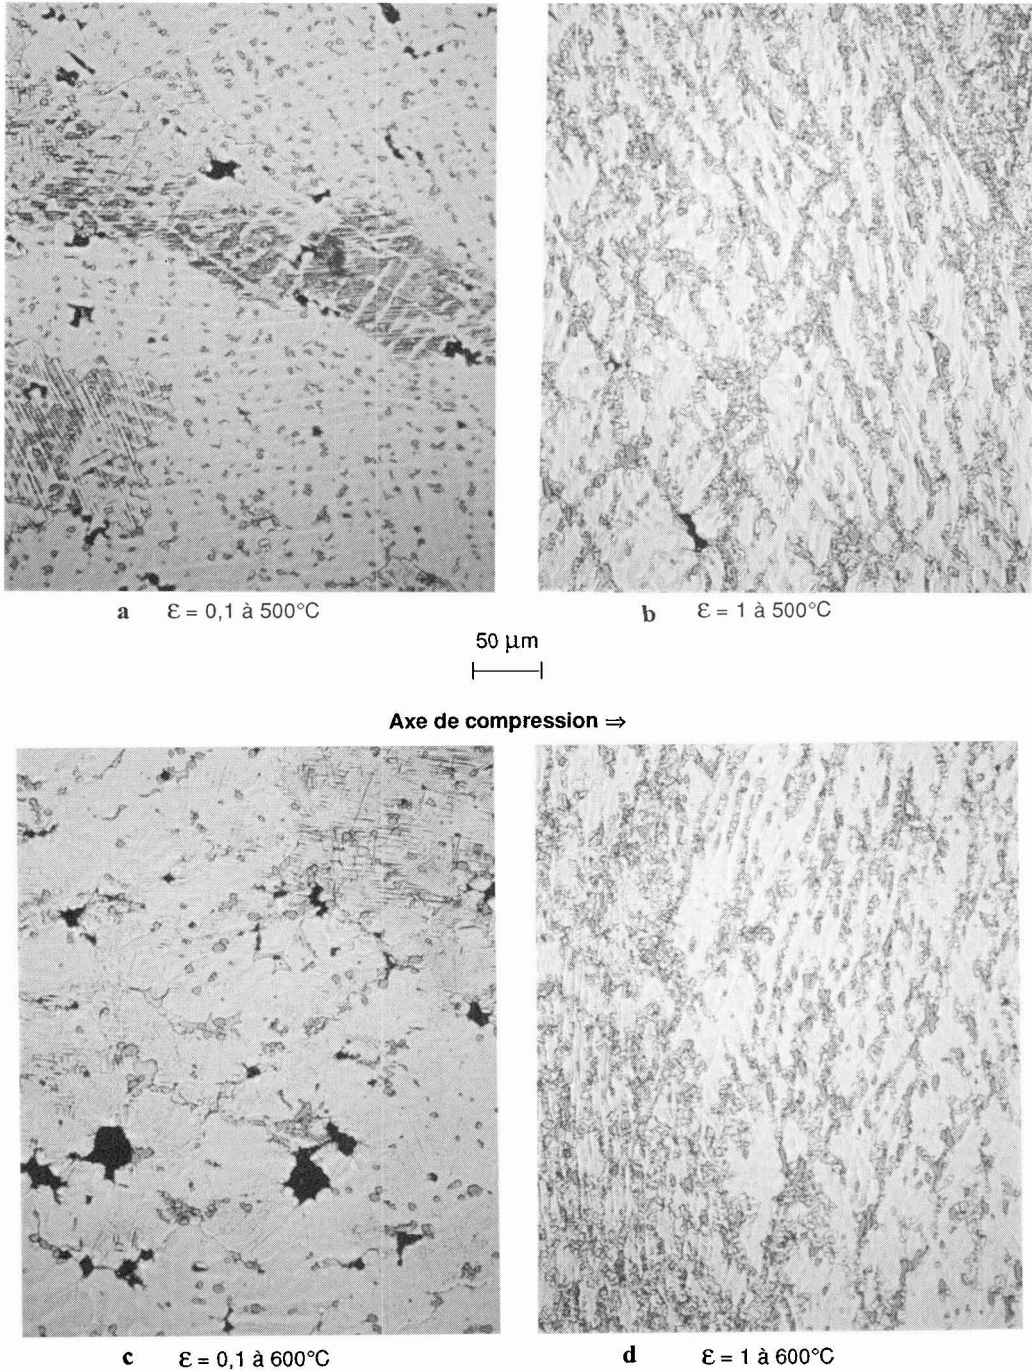 a ε = 0,1 à 500°C
b ε = 1 à 500°C
50 μm
Axe de compression ⇒
c ε = 0,1 à 600°C
d ε = 1 à 600°C